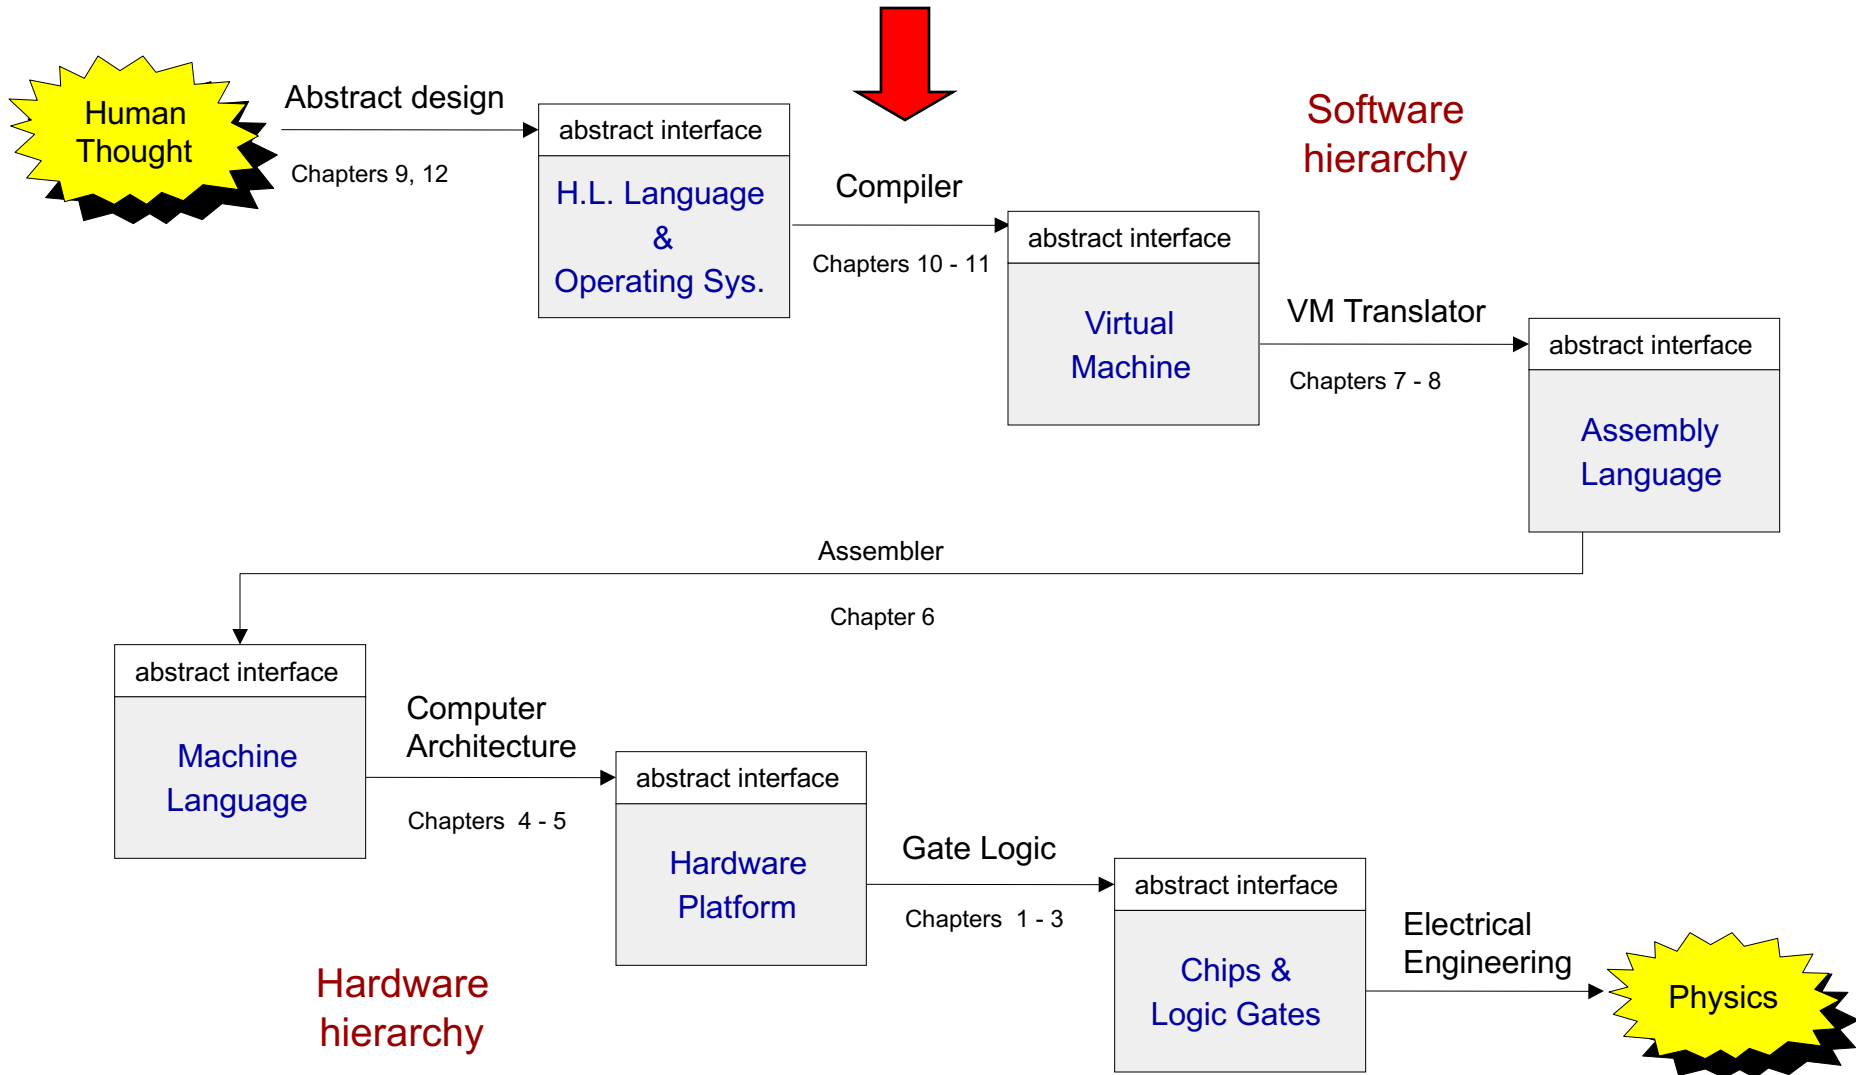 Human
Thought
Abstract design
Chapters 9, 12
abstract interface
H.L. Language
&
Operating Sys.
Compiler
Chapters 10 - 11
Software
hierarchy
abstract interface
Virtual
Machine
VM Translator
Chapters 7 - 8
abstract interface
Assembly
Language
Assembler
Chapter 6
abstract interface
Machine
Language
Computer
Architecture
Chapters 4 - 5
abstract interface
Hardware
Platform
Gate Logic
Chapters 1 - 3
abstract interface
Chips &
Logic Gates
Electrical
Engineering
Physics
Hardware
hierarchy